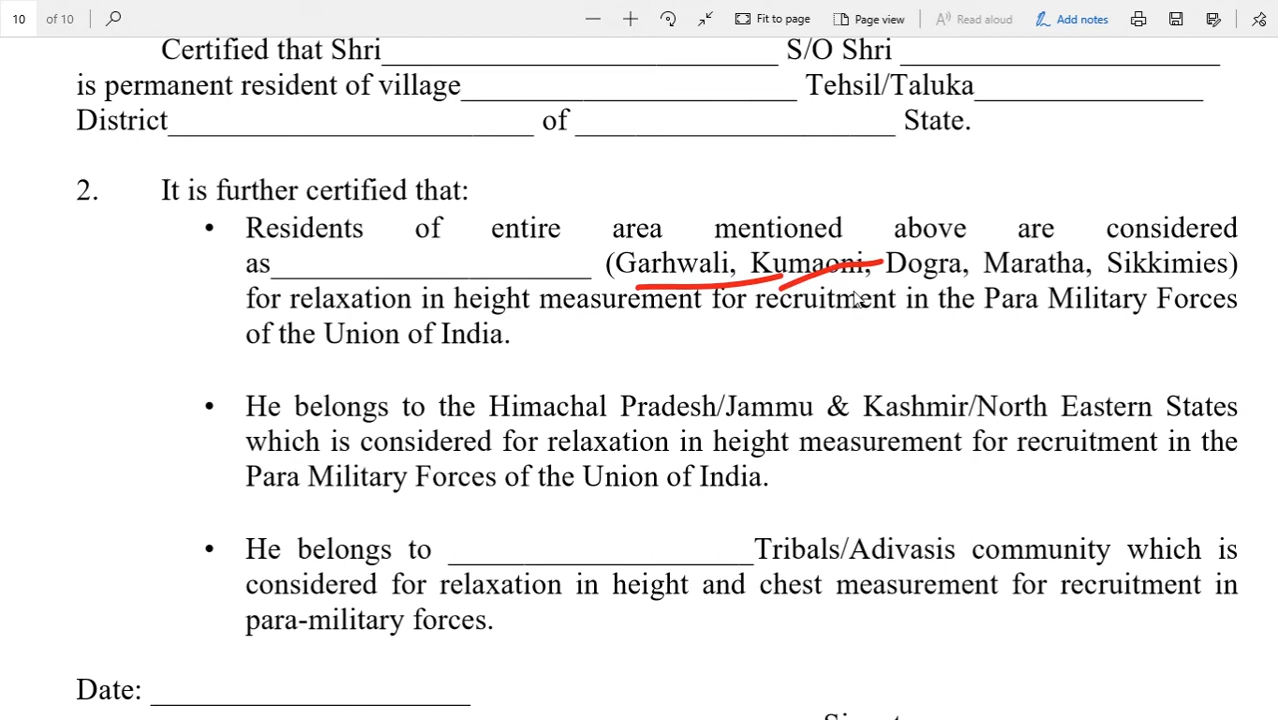 10 of 10 Fit to page Page view Read aloud Add notes
Certified that Shri___________________________ S/O Shri ______________________
is permanent resident of village_______________________ Tehsil/Taluka________________
District_________________________ of ______________________ State.
2. It is further certified that:
• Residents of entire area mentioned above are considered
as______________________ (Garhwali, Kumaoni, Dogra, Maratha, Sikkimies)
for relaxation in height measurement for recruitment in the Para Military Forces
of the Union of India.
• He belongs to the Himachal Pradesh/Jammu & Kashmir/North Eastern States
which is considered for relaxation in height measurement for recruitment in the
Para Military Forces of the Union of India.
• He belongs to _____________________Tribals/Adivasis community which is
considered for relaxation in height and chest measurement for recruitment in
para-military forces.
Date: ______________________